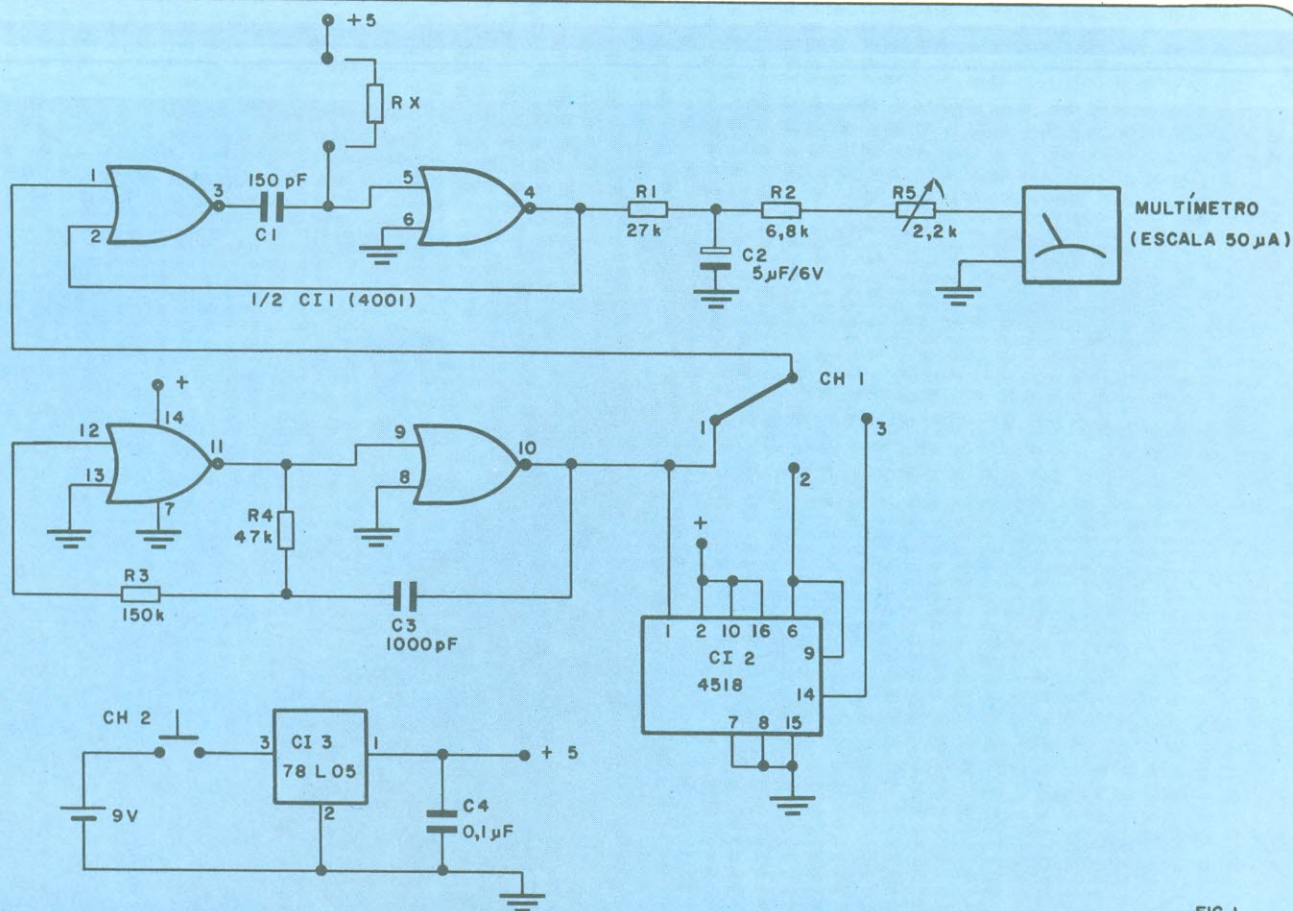 +5
RX
1
2
3
150 pF
C1
5
6
4
R1
27k
C2
5µF/6V
R2
6,8k
R5
2,2k
MULTÍMETRO
(ESCALA 50µA)
1/2 CI1 (4001)
CH 1
1
3
2
+
14
12
13
11
7
9
8
10
R4
47k
R3
150k
C3
1000pF
+
1 2 10 16 6
CI 2
4518
9
14
7 8 15
CH 2
3
CI 3
78L05
1
2
+ 5
9V
C4
0,1µF
FIG.1